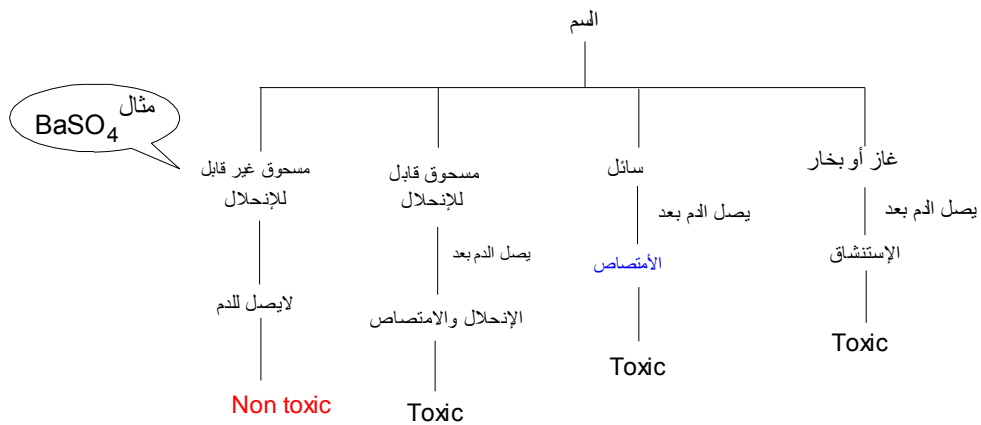 السم
مثال
BaSO4
غاز أو بخار
سائل
مسحوق قابل
للإنحلال
مسحوق غير قابل
للإنحلال
يصل الدم بعد
يصل الدم بعد
يصل الدم بعد
الإستنشاق
الأمتصاص
الإنحلال والامتصاص
لايصل للدم
Toxic
Toxic
Toxic
Non toxic